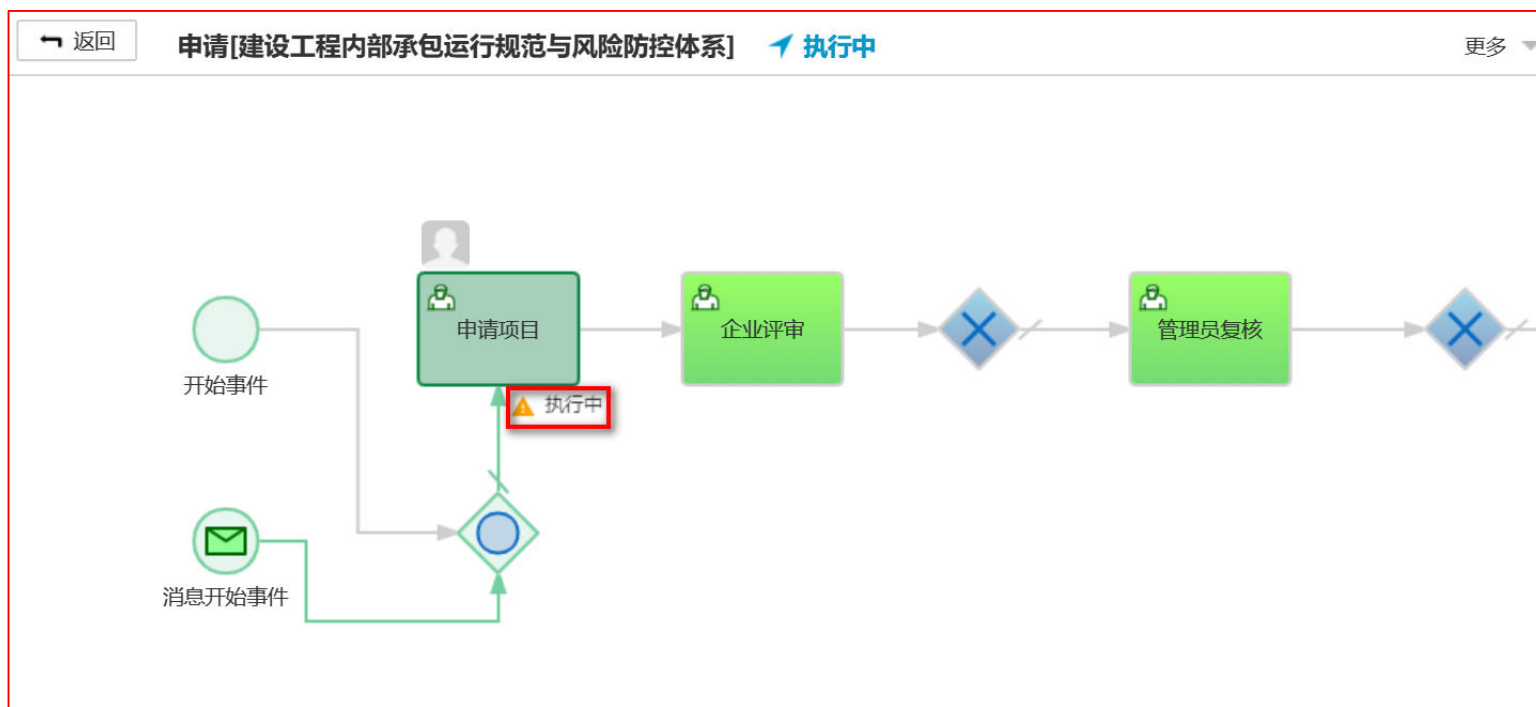 返回
申请[建设工程内部承包运行规范与风险防控体系]
执行中
更多
申请项目
企业评审
管理员复核
开始事件
执行中
消息开始事件